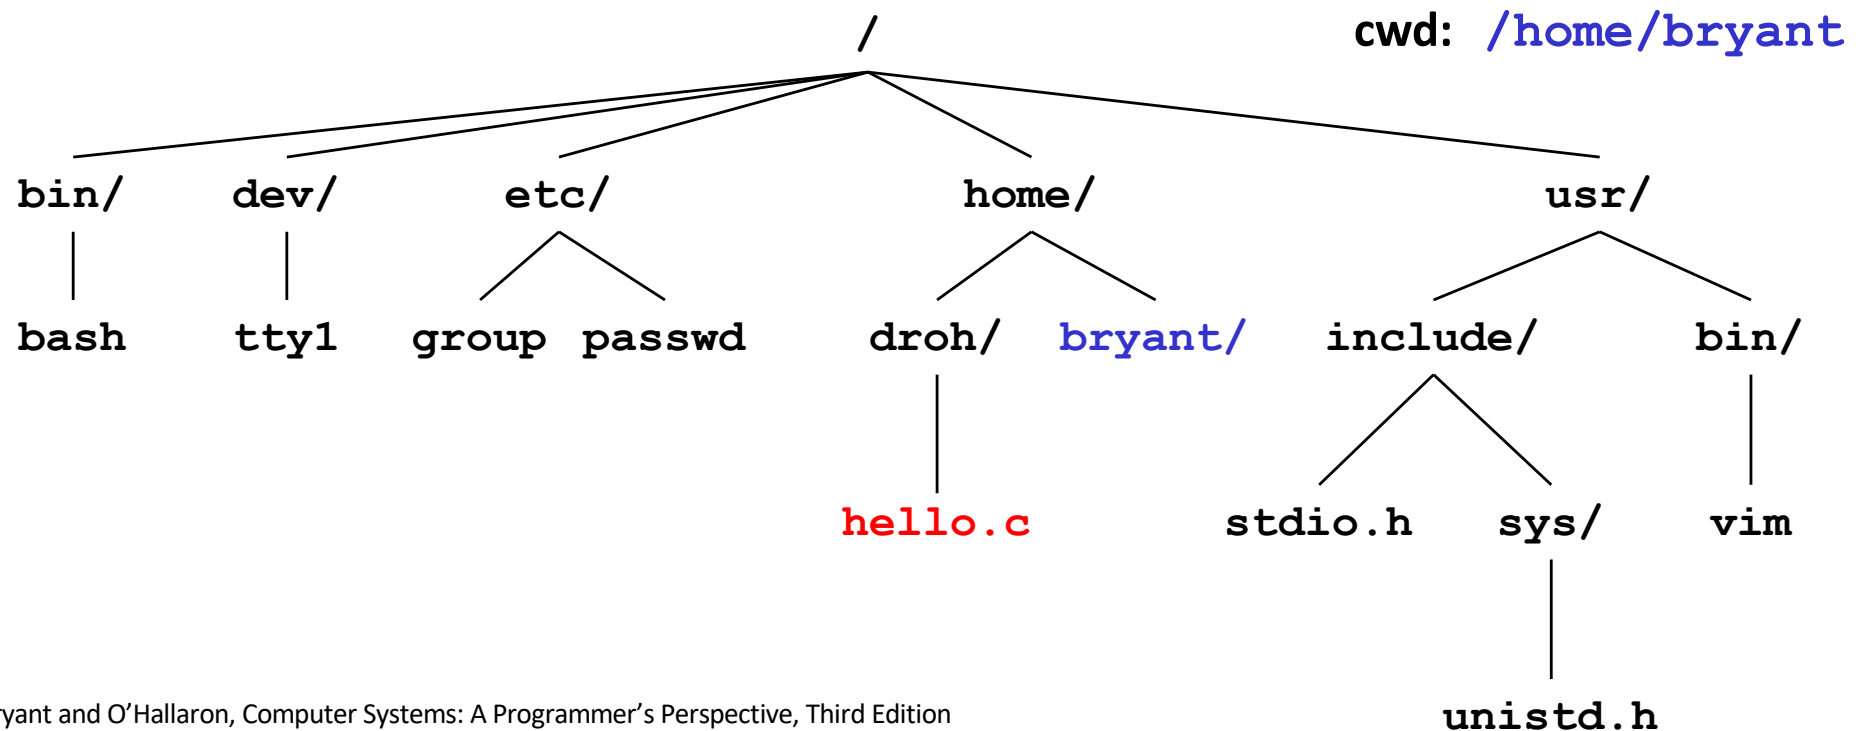 /
cwd: /home/bryant
bin/ dev/ etc/ home/ usr/
bash tty1 group passwd droh/ bryant/ include/ bin/
hello.c stdio.h sys/ vim
unistd.h
ryant and O’Hallaron, Computer Systems: A Programmer’s Perspective, Third Edition